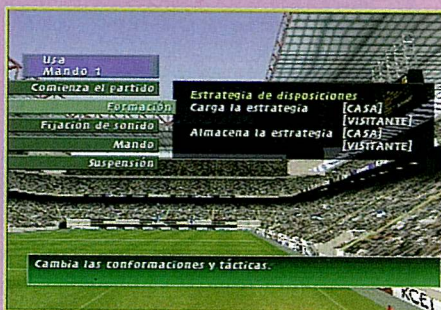 Usa
Mando 1
Comienza el partido
Formación
Fijación de sonido
Mando
Suspensión
Estrategia de disposiciones
Carga la estrategia [CASA]
[VISITANTE]
Almacena la estrategia [CASA]
[VISITANTE]
Cambia las conformaciones y tácticas.